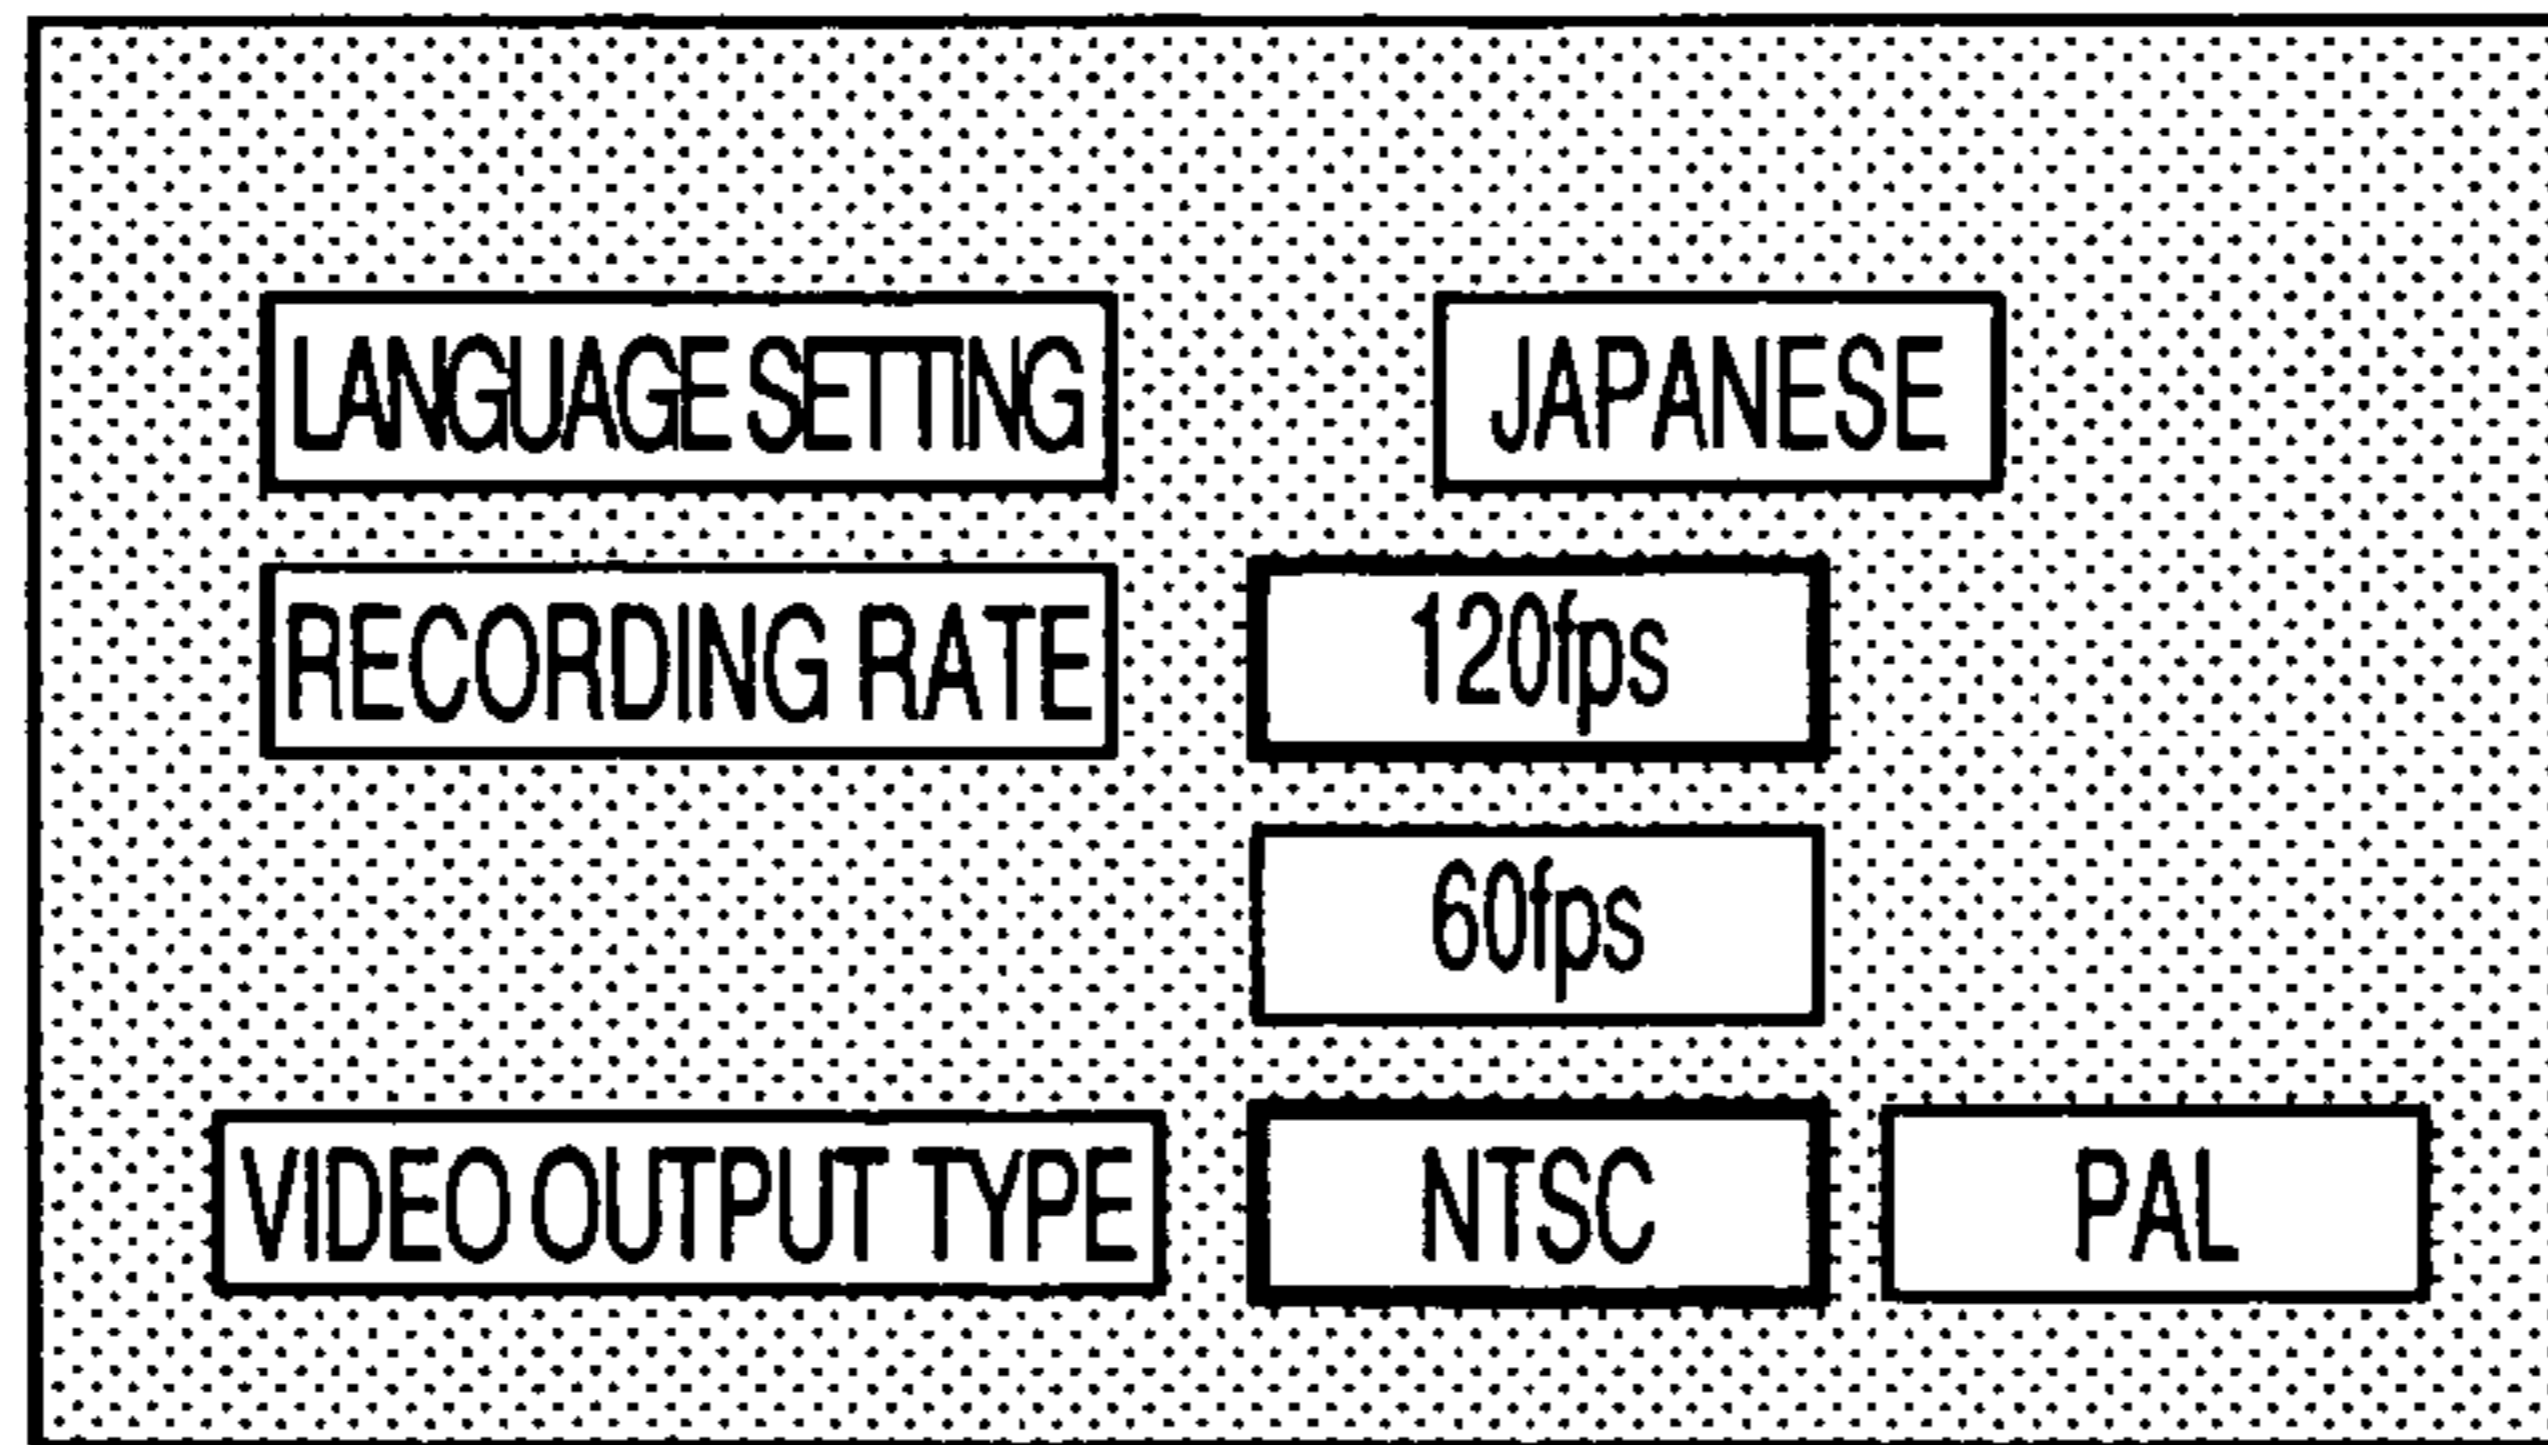 LANGUAGE SETTING JAPANESE
RECORDING RATE 120fps
60fps
VIDEO OUTPUT TYPE NTSC PAL